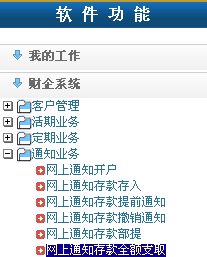 软件功能
我的工作
财企系统
客户管理
活期业务
定期业务
通知业务
网上通知开户
网上通知存款存入
网上通知存款提前通知
网上通知存款撤销通知
网上通知存款部提
网上通知存款全额支取